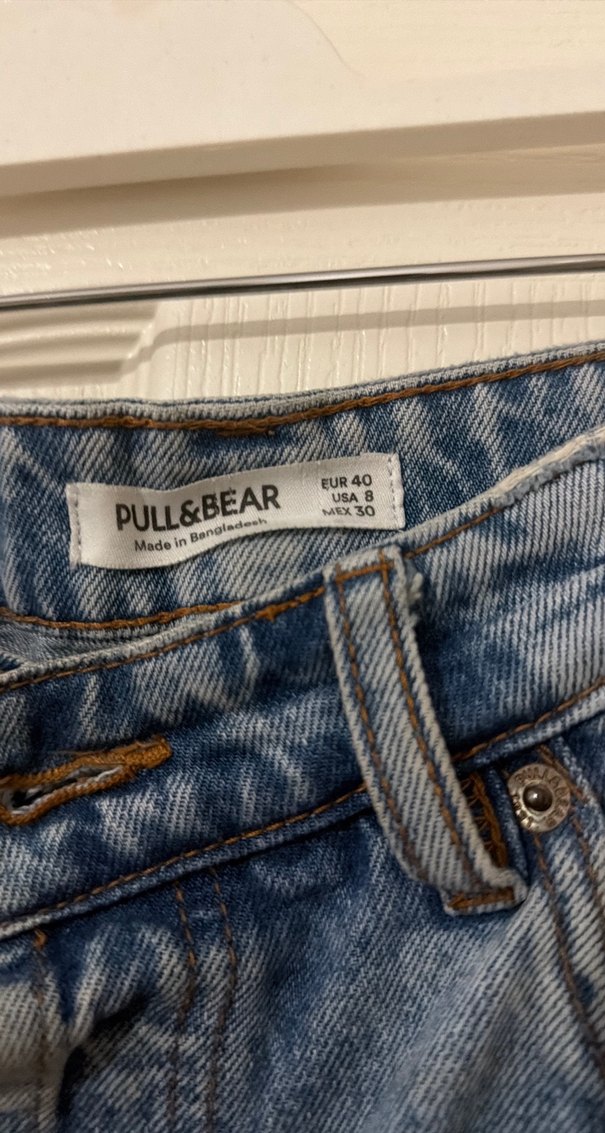 PULL&BEAR
Made in Bangladesh
EUR 40
USA 8
MEX 30